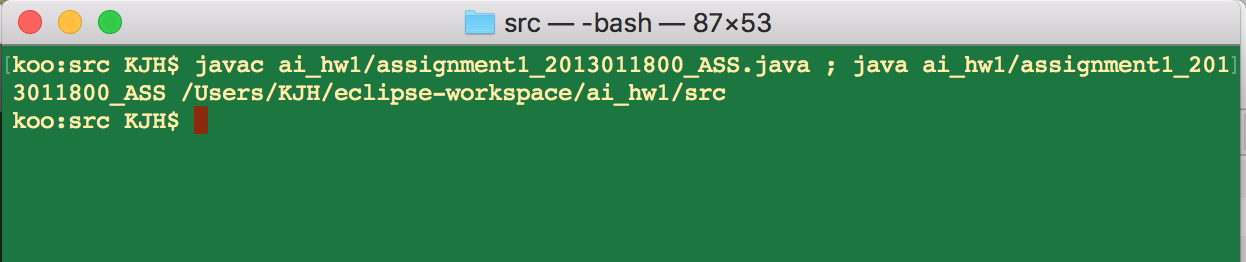 src — -bash — 87×53
[koo:src KJH$ javac ai_hw1/assignment1_2013011800_ASS.java ; java ai_hw1/assignment1_201]
3011800_ASS /Users/KJH/eclipse-workspace/ai_hw1/src
koo:src KJH$